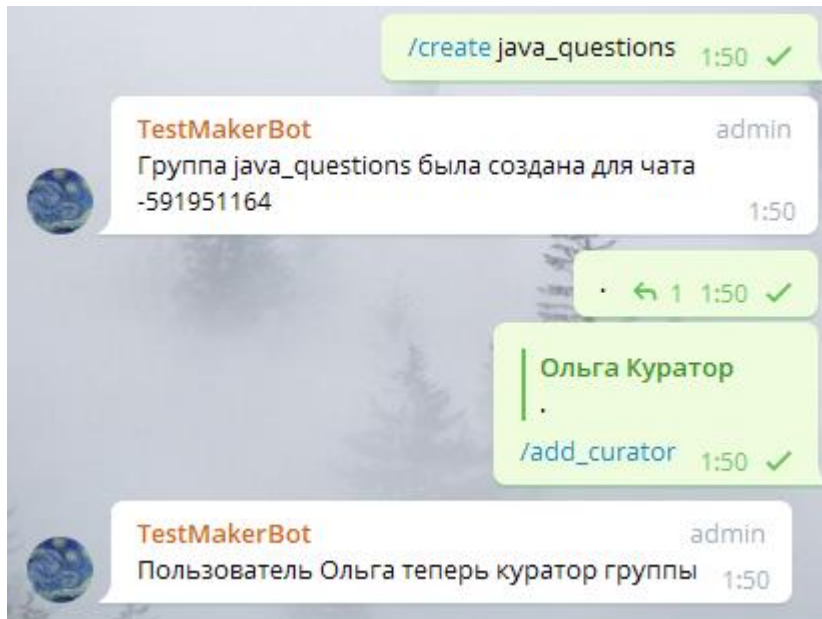 /create java_questions 1:50
TestMakerBot admin
Группа java_questions была создана для чата
-591951164
1:50
. 1 1:50
Ольга Куратор
.
/add_curator 1:50
TestMakerBot admin
Пользователь Ольга теперь куратор группы 1:50